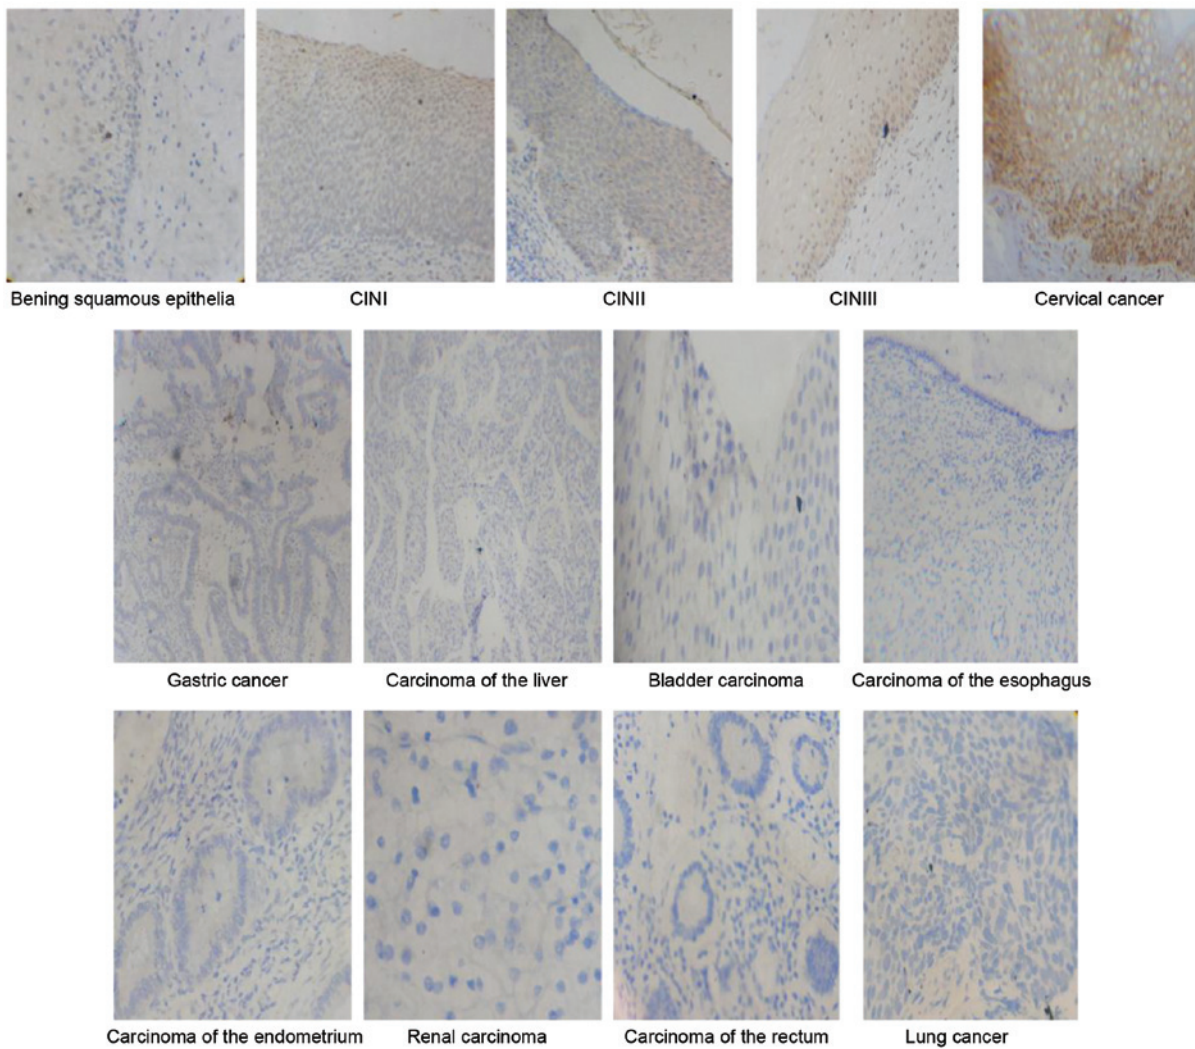 Bening squamous epithelia
CINI
CINII
CINIII
Cervical cancer
Gastric cancer
Carcinoma of the liver
Bladder carcinoma
Carcinoma of the esophagus
Carcinoma of the endometrium
Renal carcinoma
Carcinoma of the rectum
Lung cancer